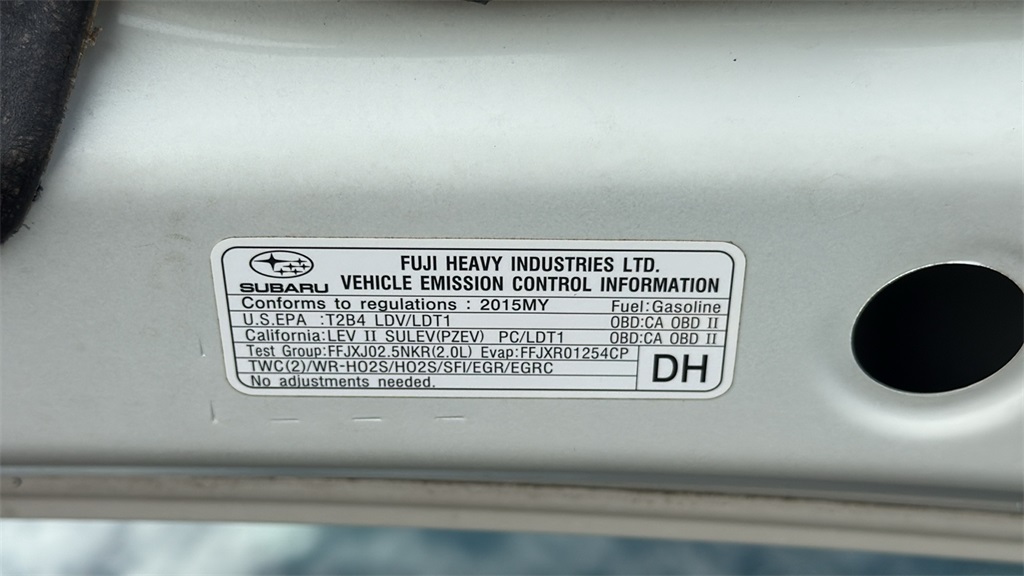 FUJI HEAVY INDUSTRIES LTD.
SUBARU VEHICLE EMISSION CONTROL INFORMATION
Conforms to regulations : 2015MY Fuel:Gasoline
U.S.EPA :T2B4 LDV/LDT1 OBD:CA OBD II
California:LEV II SULEV(PZEV) PC/LDT1 OBD:CA OBD II
Test Group:FFJXJ02.5NKR(2.0L) Evap:FFJXR01254CP
TWC(2)/WR-HO2S/HO2S/SFI/EGR/EGRC DH
No adjustments needed.